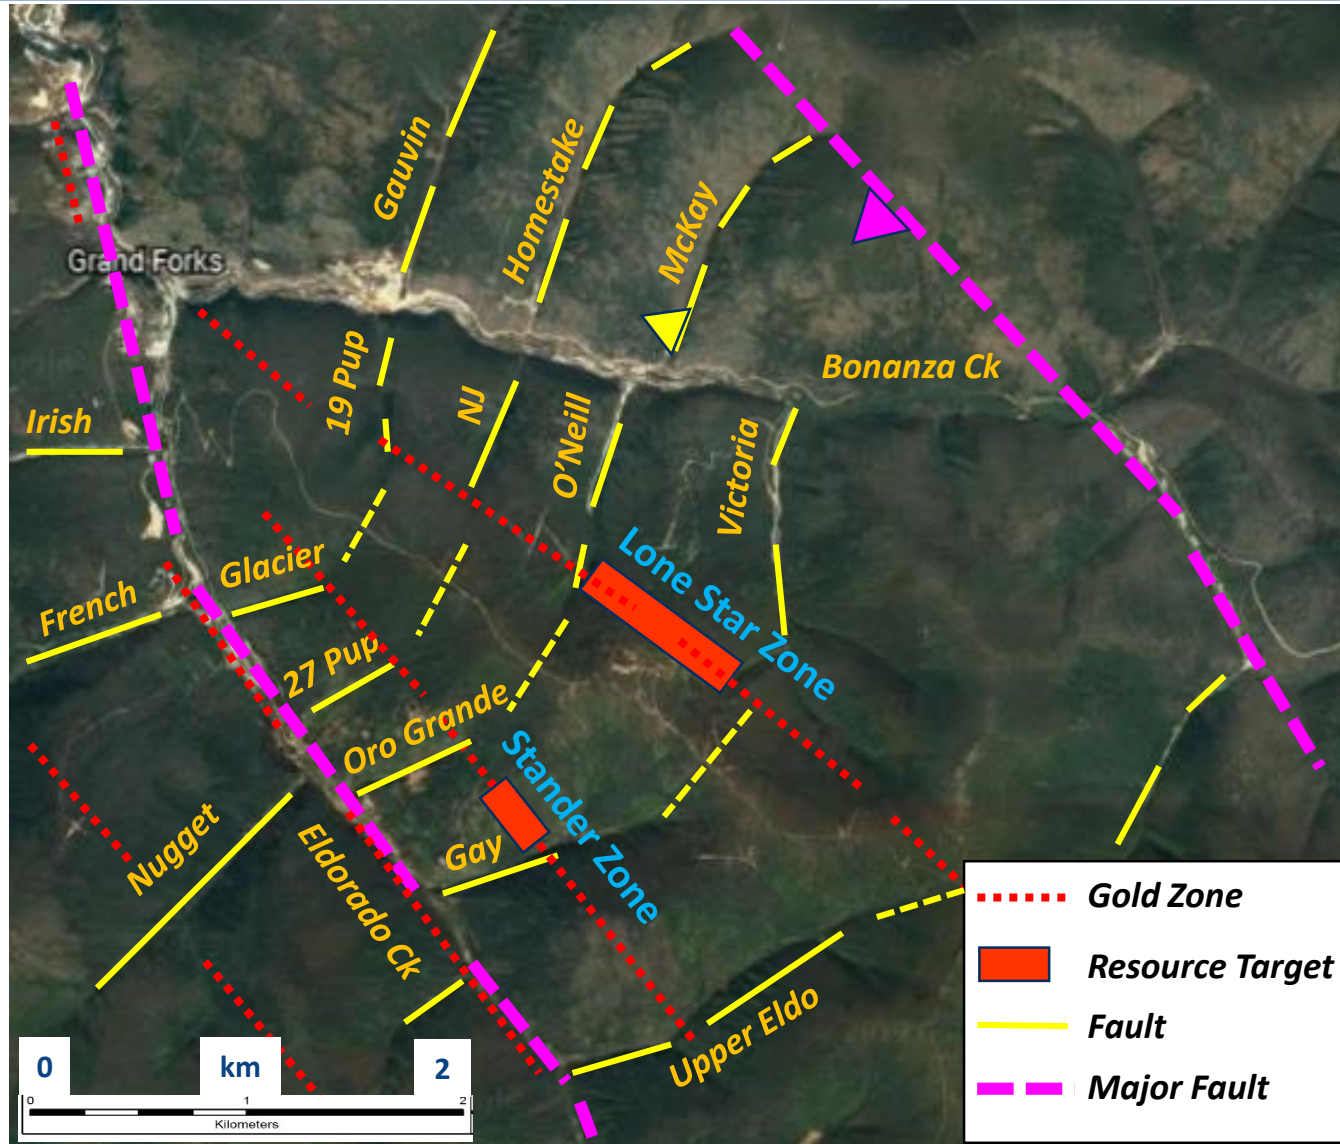 Gauvin
Homestake
McKay
Grand Forks
19 Pup
NJ
O'Neill
Victoria
Bonanza Ck
Irish
Lone Star Zone
French
Glacier
27 Pup
Oro Grande
Stander Zone
Nugget
Eldorado Ck
Gay
Upper Eldo
Gold Zone
Resource Target
Fault
Major Fault
0 km 2
0 1 2
Kilometers